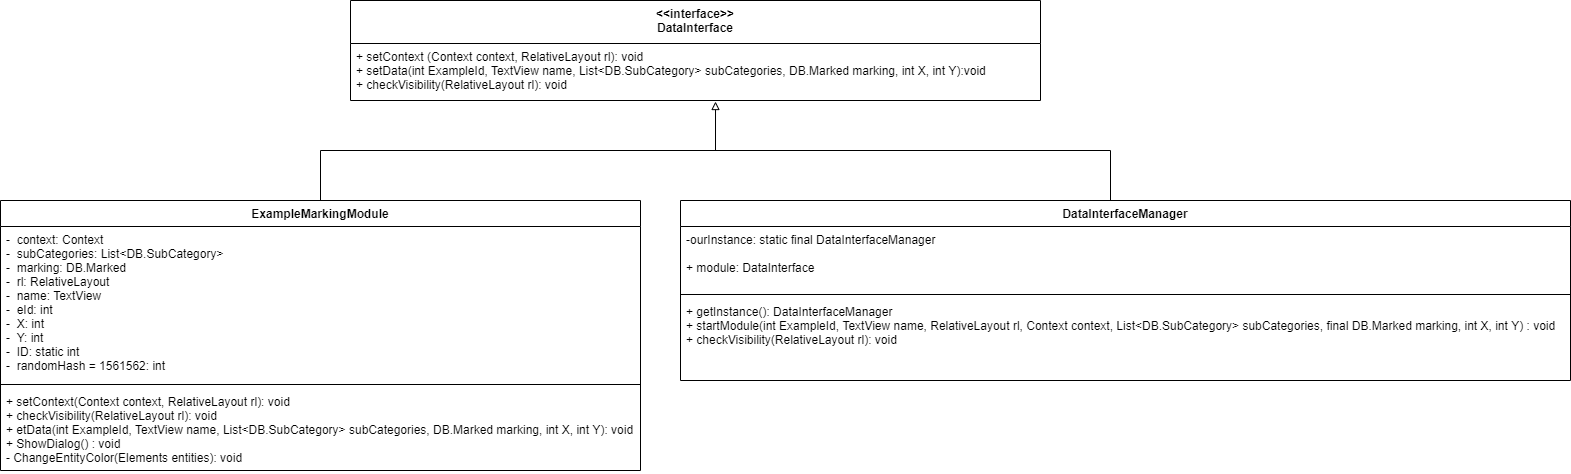 <<interface>>
DataInterface
+ setContext (Context context, RelativeLayout rl): void
+ setData(int ExampleId, TextView name, List<DB.SubCategory> subCategories, DB.Marked marking, int X, int Y):void
+ checkVisibility(RelativeLayout rl): void
ExampleMarkingModule
- context: Context
- subCategories: List<DB.SubCategory>
- marking: DB.Marked
- rl: RelativeLayout
- name: TextView
- eId: int
- X: int
- Y: int
- ID: static int
- randomHash = 1561562: int
+ setContext(Context context, RelativeLayout rl): void
+ checkVisibility(RelativeLayout rl): void
+ etData(int ExampleId, TextView name, List<DB.SubCategory> subCategories, DB.Marked marking, int X, int Y): void
+ ShowDialog() : void
- ChangeEntityColor(Elements entities): void
DataInterfaceManager
-ourInstance: static final DataInterfaceManager
+ module: DataInterface
+ getInstance(): DataInterfaceManager
+ startModule(int ExampleId, TextView name, RelativeLayout rl, Context context, List<DB.SubCategory> subCategories, final DB.Marked marking, int X, int Y) : void
+ checkVisibility(RelativeLayout rl): void